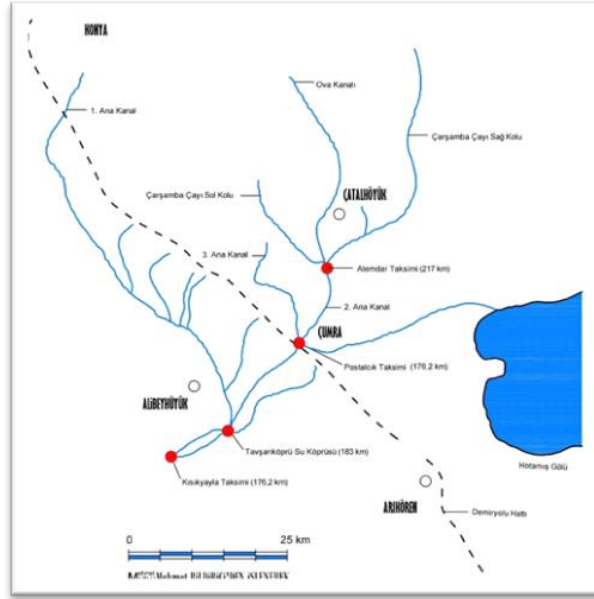 KONYA
1. Ana Kanal
Ova Kanalı
Çarşamba Çayı Sağ Kolu
Çarşamba Çayı Sol Kolu
ÇATALHÖYÜK
3. Ana Kanal
Alemdar Taksimi (217 km)
2. Ana Kanal
ÇUMRA
Postalcık Taksimi (176,2 km)
ALİBEYHÜYÜK
Tavşanköprü Su Köprüsü (183 km)
Hotamış Gölü
Kısıkyayla Taksimi (176,2 km)
ARIKÖREN
Demiryolu Hattı
0 25 km